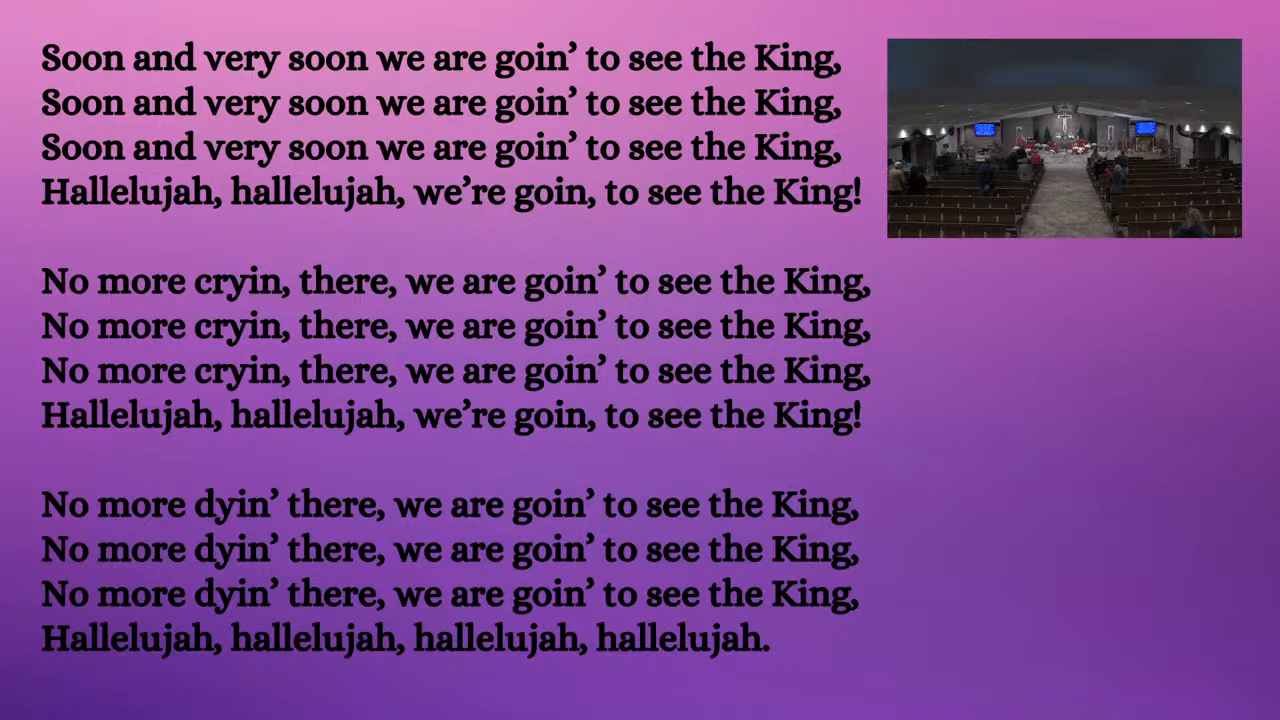 Soon and very soon we are goin’ to see the King,
Soon and very soon we are goin’ to see the King,
Soon and very soon we are goin’ to see the King,
Hallelujah, hallelujah, we’re goin, to see the King!
No more cryin, there, we are goin’ to see the King,
No more cryin, there, we are goin’ to see the King,
No more cryin, there, we are goin’ to see the King,
Hallelujah, hallelujah, we’re goin, to see the King!
No more dyin’ there, we are goin’ to see the King,
No more dyin’ there, we are goin’ to see the King,
No more dyin’ there, we are goin’ to see the King,
Hallelujah, hallelujah, hallelujah, hallelujah.